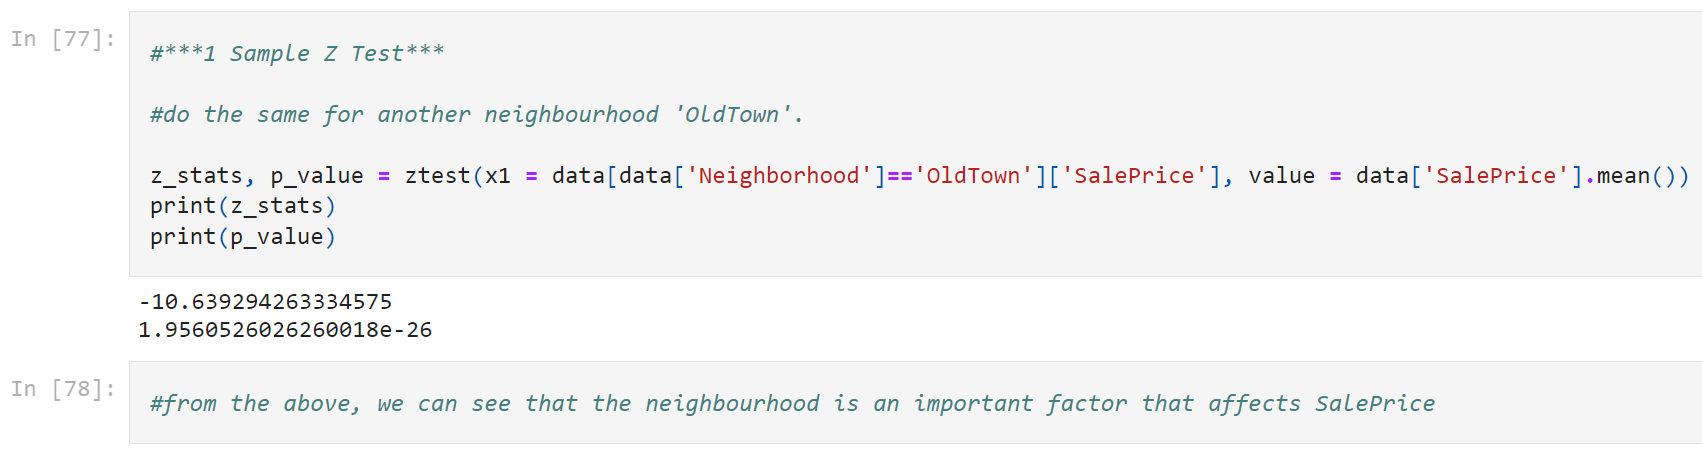 In [77]:
#***1 Sample Z Test***
#do the same for another neighbourhood 'OldTown'.
z_stats, p_value = ztest(x1 = data[data['Neighborhood']=='OldTown']['SalePrice'], value = data['SalePrice'].mean())
print(z_stats)
print(p_value)
-10.639294263334575
1.9560526026260018e-26
In [78]:
#from the above, we can see that the neighbourhood is an important factor that affects SalePrice